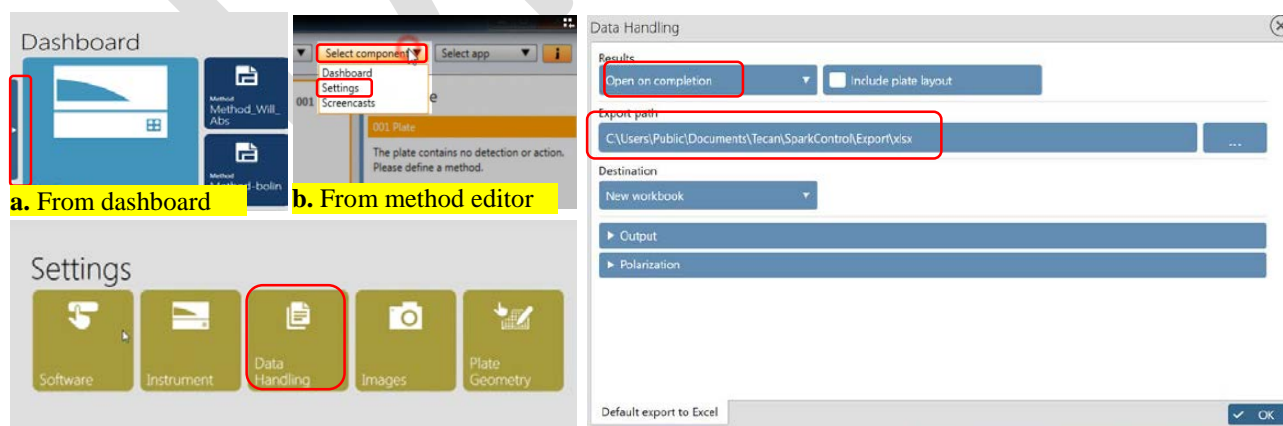 Dashboard
Method
Method_Will_
Abs
Method-bolin
a. From dashboard
Select component
Select app
i
Dashboard
Settings
Screencasts
001
e
001 Plate
The plate contains no detection or action.
Please define a method.
b. From method editor
Settings
Software
Instrument
Data
Handling
Images
Plate
Geometry
Data Handling
Results
Open on completion
Include plate layout
Export path
C:\Users\Public\Documents\Tecan\SparkControl\Export\xlsx
...
Destination
New workbook
Output
Polarization
Default export to Excel
OK